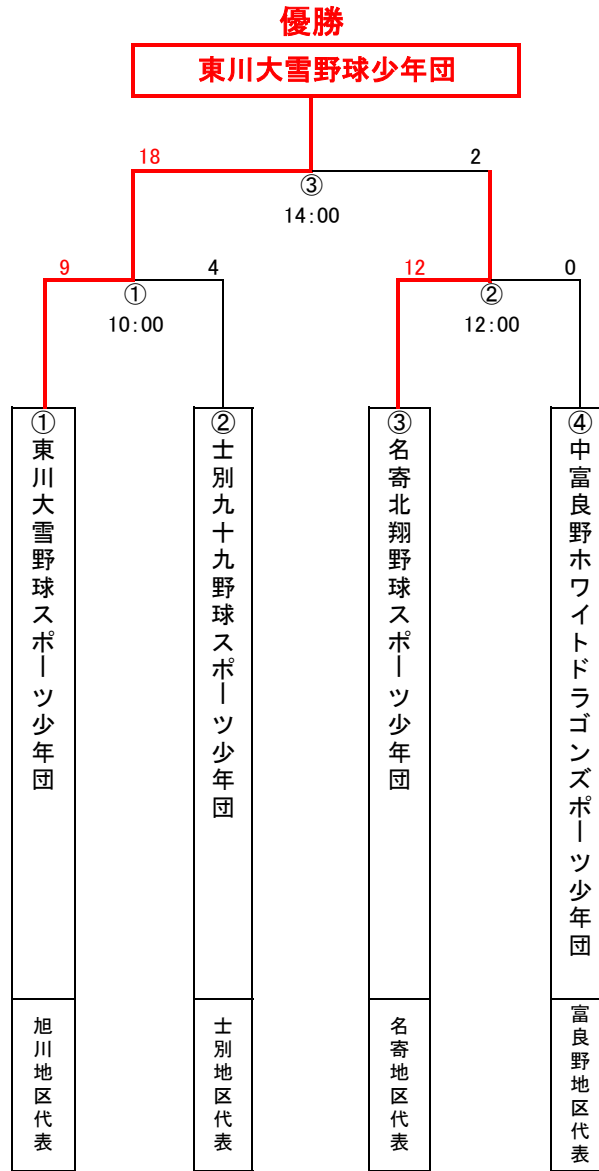 優勝
東川大雪野球少年団
18
2
③
14:00
9
4
12
0
①
10:00
②
12:00
①東川大雪野球スポーツ少年団
②士別九十九野球スポーツ少年団
③名寄北翔野球スポーツ少年団
④中富良野ホワイトドラゴンズポーツ少年団
旭川地区代表
士別地区代表
名寄地区代表
富良野地区代表